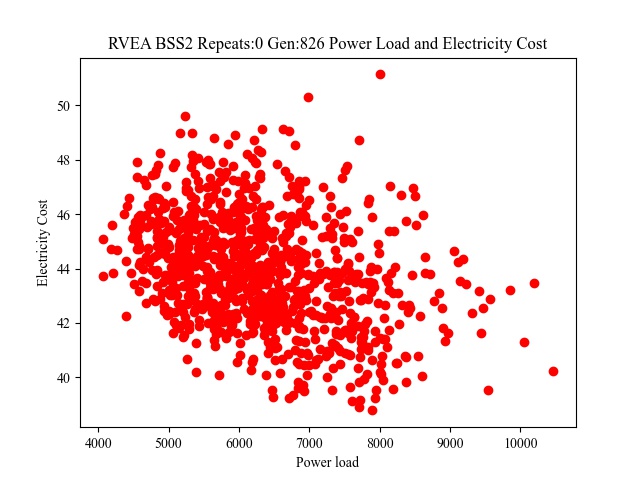 RVEA BSS2 Repeats:0 Gen:826 Power Load and Electricity Cost
Electricity Cost
50
48
46
44
42
40
4000 5000 6000 7000 8000 9000 10000
Power load